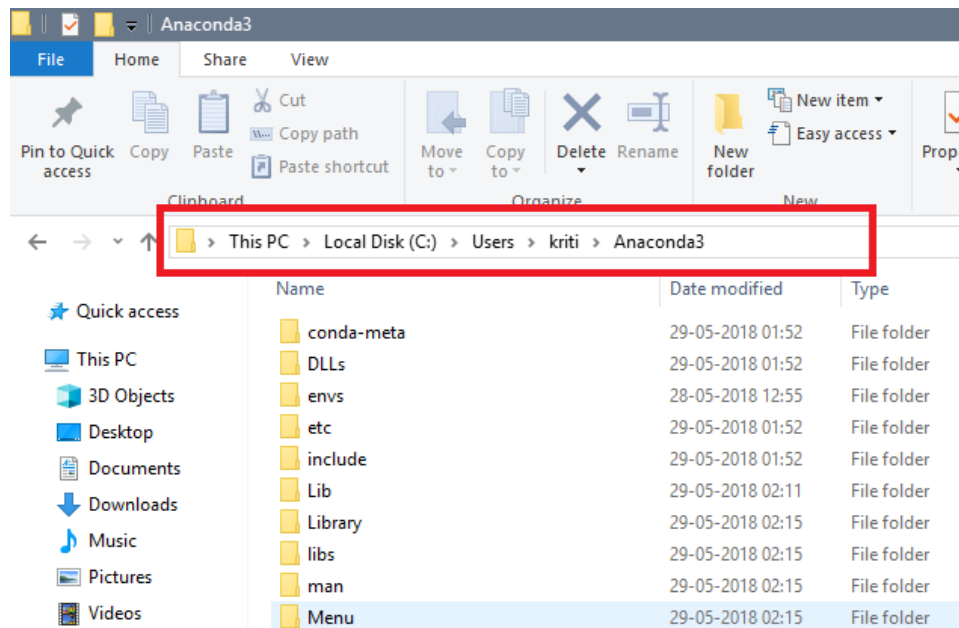 Anaconda3
File Home Share View
Pin to Quick access
Copy
Paste
Cut
Copy path
Paste shortcut
Move to
Copy to
Delete
Rename
New folder
New item
Easy access
Prop
Clipboard Organize New
This PC > Local Disk (C:) > Users > kriti > Anaconda3
Name Date modified Type
Quick access
This PC
3D Objects
Desktop
Documents
Downloads
Music
Pictures
Videos
conda-meta 29-05-2018 01:52 File folder
DLLs 29-05-2018 01:52 File folder
envs 28-05-2018 12:55 File folder
etc 29-05-2018 01:52 File folder
include 29-05-2018 01:52 File folder
Lib 29-05-2018 02:11 File folder
Library 29-05-2018 02:15 File folder
libs 29-05-2018 02:15 File folder
man 29-05-2018 02:15 File folder
Menu 29-05-2018 02:15 File folder